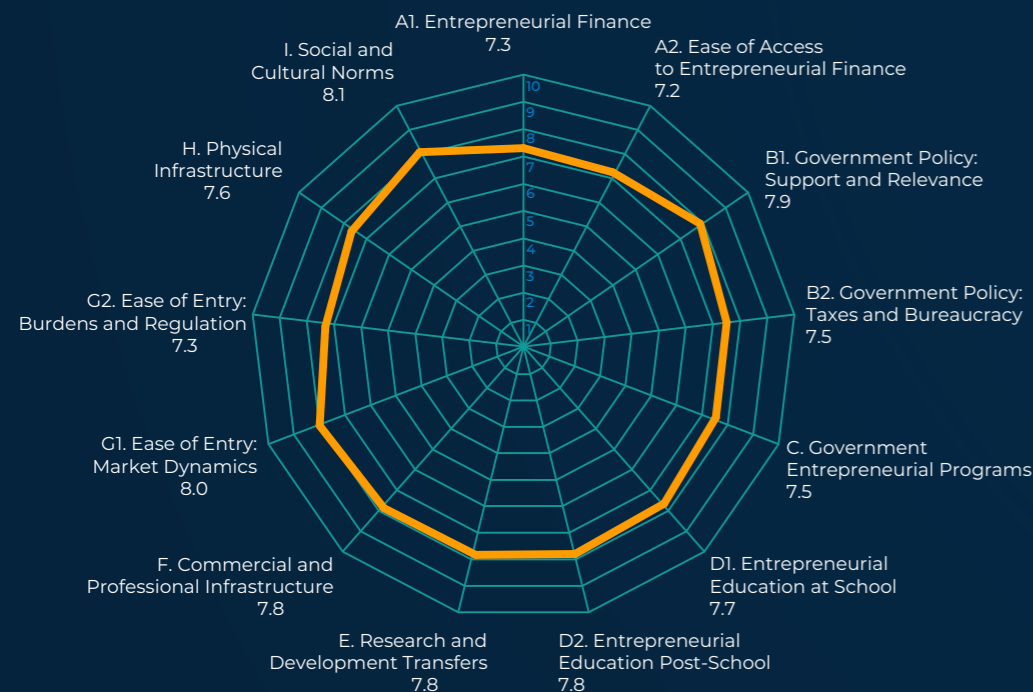 A1. Entrepreneurial Finance
7.3
A2. Ease of Access
to Entrepreneurial Finance
7.2
B1. Government Policy:
Support and Relevance
7.9
B2. Government Policy:
Taxes and Bureaucracy
7.5
C. Government
Entrepreneurial Programs
7.5
D1. Entrepreneurial
Education at School
7.7
D2. Entrepreneurial
Education Post-School
7.8
E. Research and
Development Transfers
7.8
F. Commercial and
Professional Infrastructure
7.8
G1. Ease of Entry:
Market Dynamics
8.0
G2. Ease of Entry:
Burdens and Regulation
7.3
H. Physical
Infrastructure
7.6
I. Social and
Cultural Norms
8.1
10
9
8
7
6
5
4
3
2
1